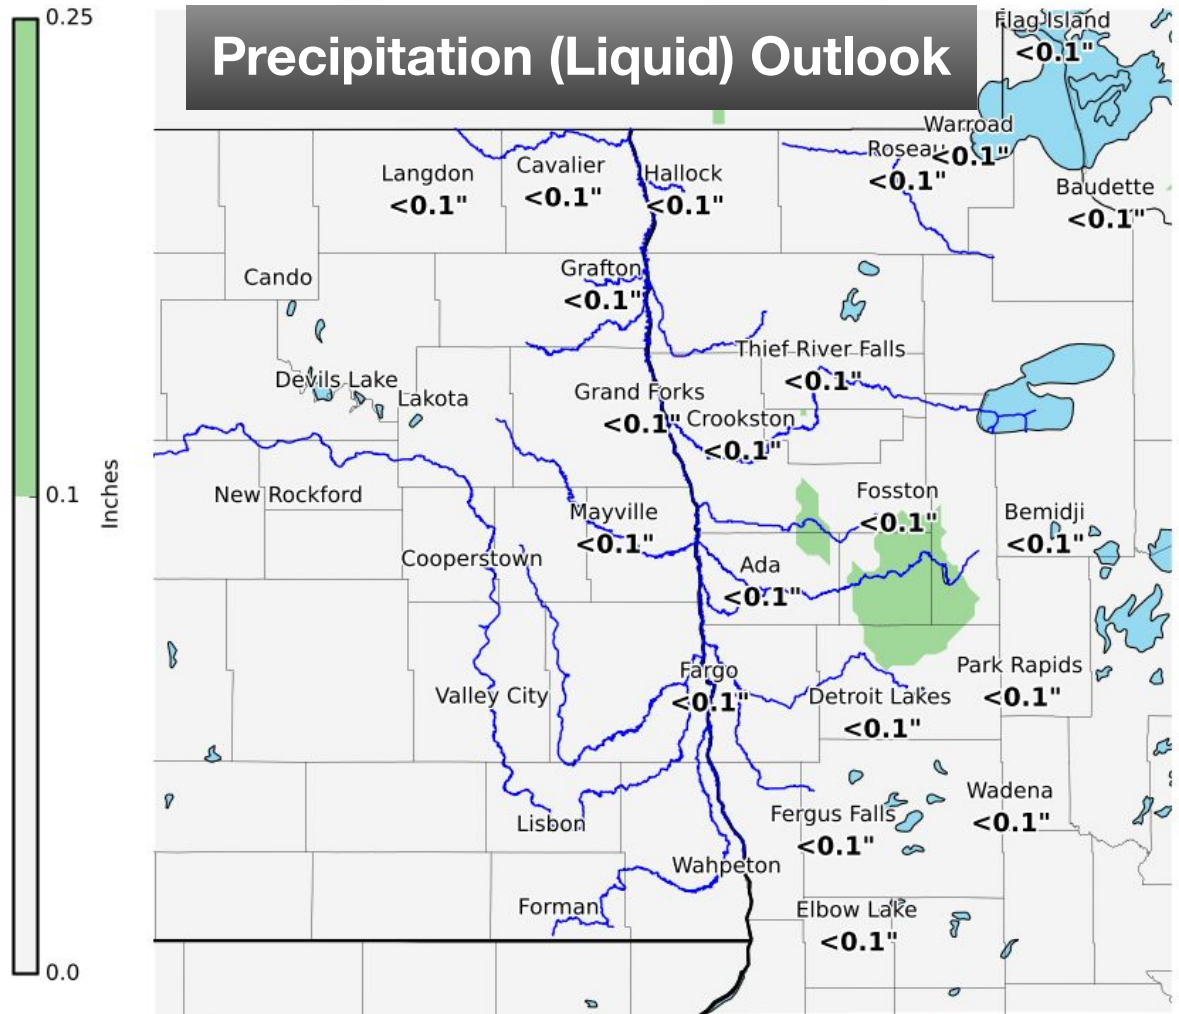 0.25
0.1
0.0
Inches
Precipitation (Liquid) Outlook
Flag Island
<0.1"
Warroad
<0.1"
Roseau
<0.1"
Baudette
<0.1"
Langdon
<0.1"
Cavalier
<0.1"
Hallock
<0.1"
Cando
Grafton
<0.1"
Thief River Falls
<0.1"
Devils Lake
Lakota
Grand Forks
<0.1"
Crookston
<0.1"
New Rockford
Mayville
<0.1"
Fosston
<0.1"
Bemidji
<0.1"
Cooperstown
Ada
<0.1"
Valley City
Fargo
<0.1"
Detroit Lakes
<0.1"
Park Rapids
<0.1"
Lisbon
Fergus Falls
<0.1"
Wadena
<0.1"
Wahpeton
Forman
Elbow Lake
<0.1"